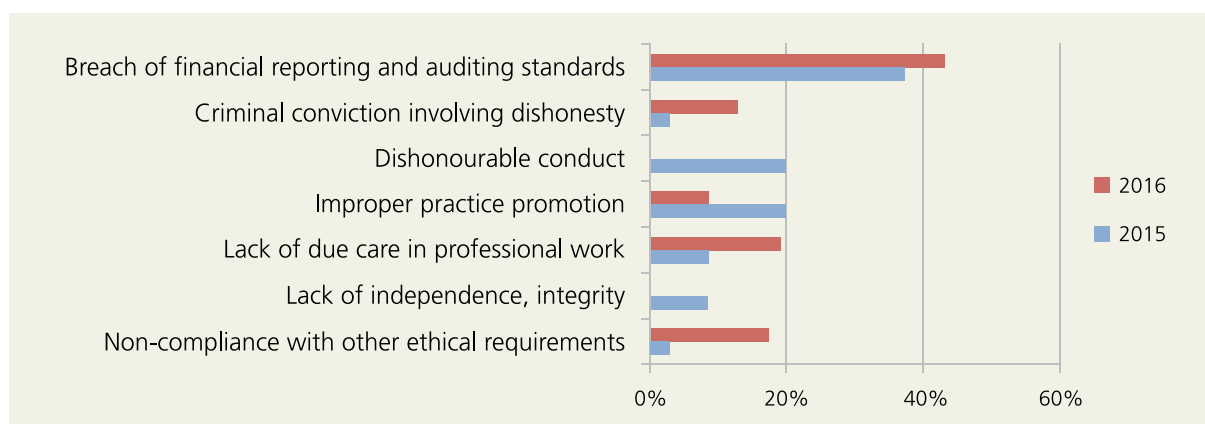 Breach of financial reporting and auditing standards
Criminal conviction involving dishonesty
Dishonourable conduct
Improper practice promotion
Lack of due care in professional work
Lack of independence, integrity
Non-compliance with other ethical requirements
2016
2015
0% 20% 40% 60%